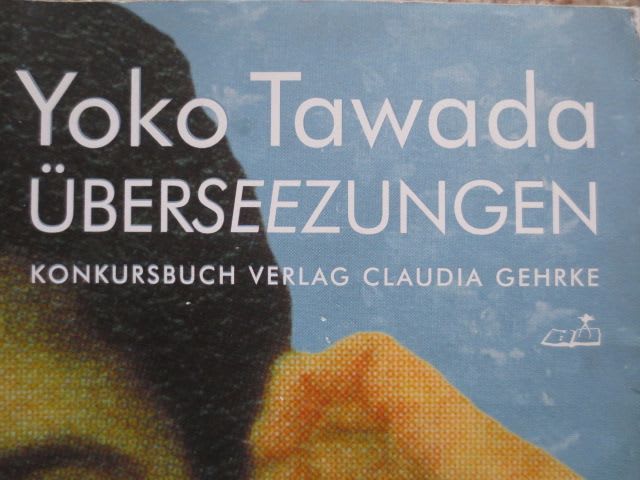 Yoko Tawada
ÜBERSEEZUNGEN
KONKURSBUCH VERLAG CLAUDIA GEHRKE